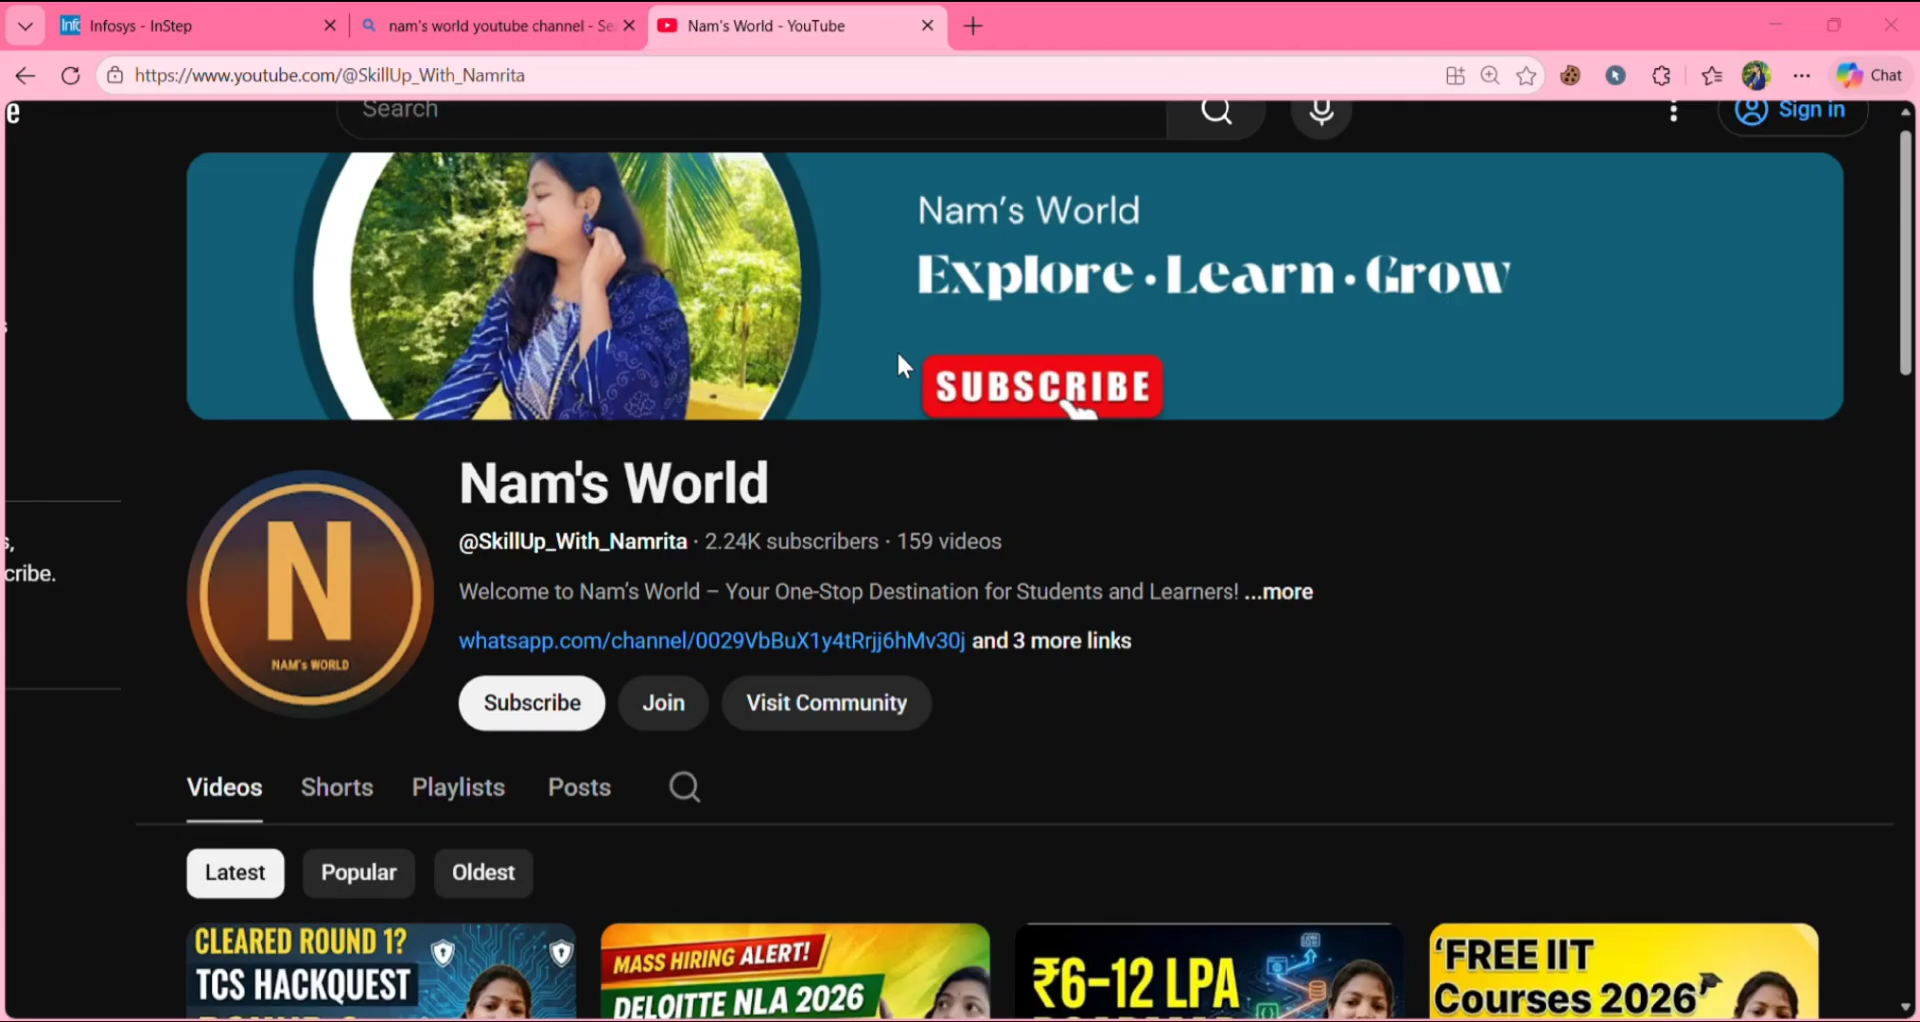 Infosys - InStep
nam's world youtube channel - Se
Nam's World - YouTube
https://www.youtube.com/@SkillUp_With_Namrita
Chat
e
Search
Sign in
Nam's World
Explore · Learn · Grow
SUBSCRIBE
Nam's World
@SkillUp_With_Namrita · 2.24K subscribers · 159 videos
Welcome to Nam's World – Your One-Stop Destination for Students and Learners! ...more
whatsapp.com/channel/0029VbBuX1y4tRrjj6hMv30j and 3 more links
s,
cribe.
N
NAM's WORLD
Subscribe
Join
Visit Community
Videos
Shorts
Playlists
Posts
Latest
Popular
Oldest
CLEARED ROUND 1?
TCS HACKQUEST
MASS HIRING ALERT!
DELOITTE NLA 2026
₹6-12 LPA
'FREE IIT
Courses 2026'